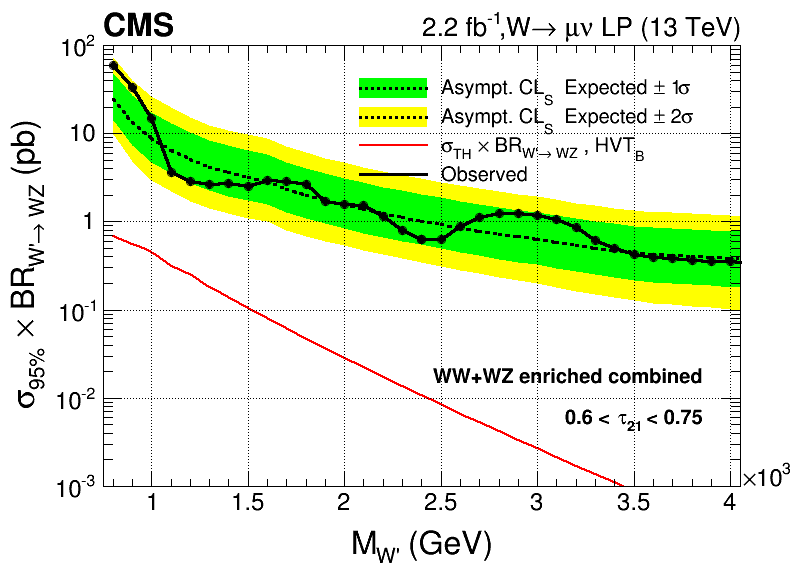 CMS 2.2 fb⁻¹,W→ μν LP (13 TeV)
Asympt. CL_S Expected ± 1σ
Asympt. CL_S Expected ± 2σ
σ_TH × BR_W'→ WZ , HVT_B
Observed
10²
10
1
10⁻¹
10⁻²
10⁻³
σ_95% × BR_W'→ WZ (pb)
WW+WZ enriched combined
0.6 < τ_21 < 0.75
1 1.5 2 2.5 3 3.5 4
×10³
M_W' (GeV)